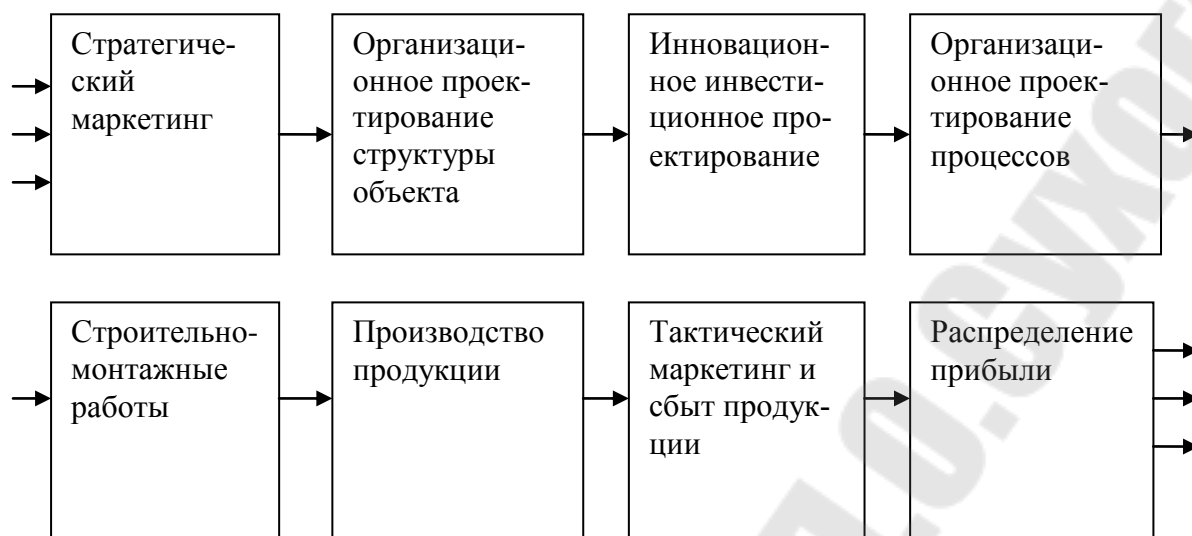 Стратегиче-
ский
маркетинг
Организаци-
онное проек-
тирование
структуры
объекта
Инновацион-
ное инвести-
ционное про-
ектирование
Организаци-
онное проек-
тирование
процессов
Строительно-
монтажные
работы
Производство
продукции
Тактический
маркетинг и
сбыт продук-
ции
Распределение
прибыли